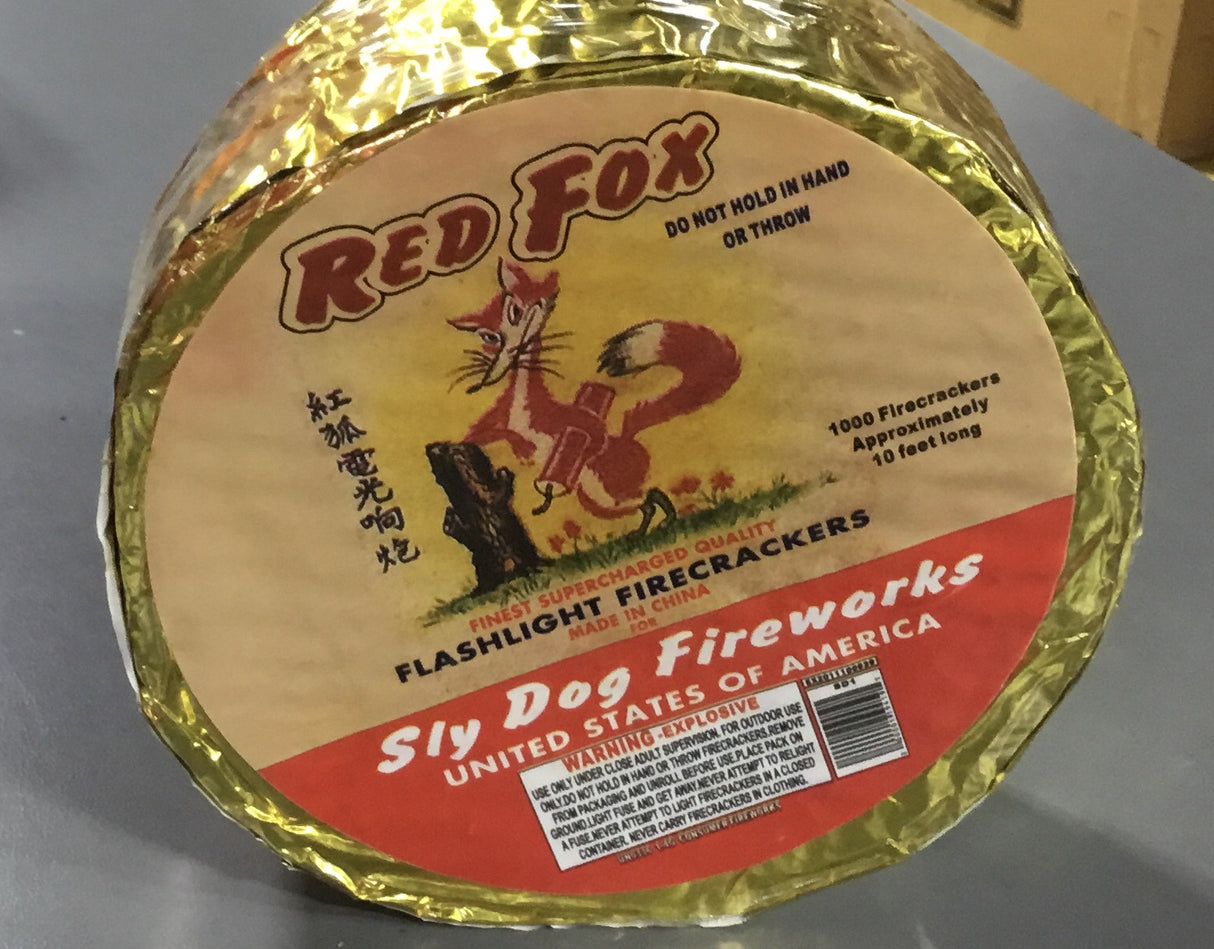 RED FOX
DO NOT HOLD IN HAND
OR THROW
紅狐電光响炮
1000 Firecrackers
Approximately
10 feet long
FINEST SUPERCHARGED QUALITY
FLASHLIGHT FIRECRACKERS
MADE IN CHINA
FOR
Sly Dog Fireworks
UNITED STATES OF AMERICA
WARNING-EXPLOSIVE
USE ONLY UNDER CLOSE ADULT SUPERVISION. FOR OUTDOOR USE
ONLY.DO NOT HOLD IN HAND OR THROW FIRECRACKERS.REMOVE
FROM PACKAGING AND UNROLL BEFORE USE.PLACE PACK ON
GROUND.LIGHT FUSE AND GET AWAY.NEVER ATTEMPT TO RELIGHT
A FUSE.NEVER ATTEMPT TO LIGHT FIRECRACKERS IN A CLOSED
CONTAINER. NEVER CARRY FIRECRACKERS IN CLOTHING.
CONSUMER FIREWORKS
SD1